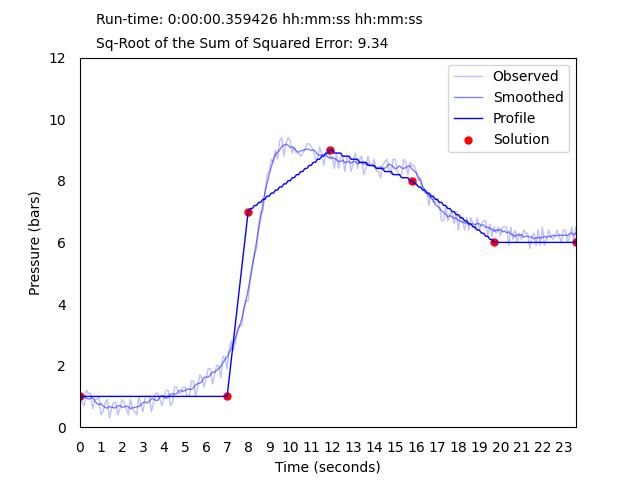 Run-time: 0:00:00.359426 hh:mm:ss hh:mm:ss
Sq-Root of the Sum of Squared Error: 9.34
Observed
Smoothed
Profile
Solution
12
10
8
6
4
2
0
Pressure (bars)
0 1 2 3 4 5 6 7 8 9 10 11 12 13 14 15 16 17 18 19 20 21 22 23
Time (seconds)